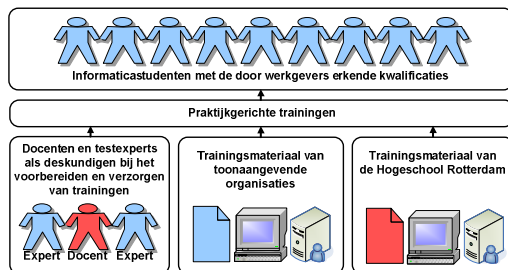 Informaticastudenten met de door werkgevers erkende kwalificaties
Praktijkgerichte trainingen
Docenten en testexperts
als deskundigen bij het
voorbereiden en verzorgen
van trainingen
Expert Docent Expert
Trainingsmateriaal van
toonaangevende
organisaties
Trainingsmateriaal van
de Hogeschool Rotterdam